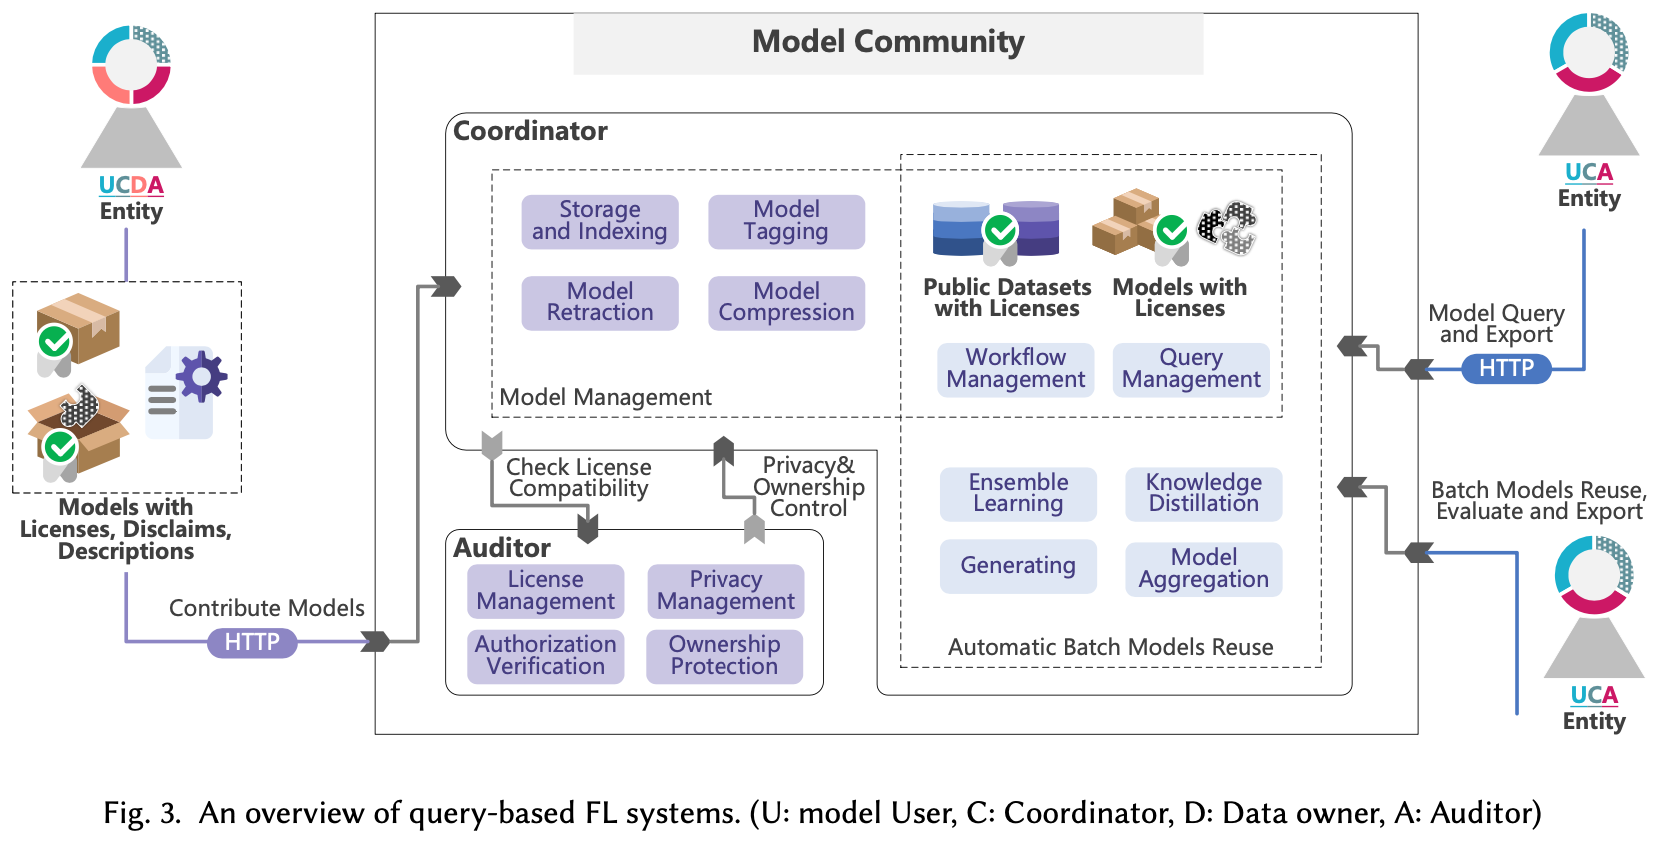 Model Community
UCDA
Entity
Models with
Licenses, Disclaims,
Descriptions
Contribute Models
HTTP
Coordinator
Storage
and Indexing
Model
Tagging
Model
Retraction
Model
Compression
Model Management
Public Datasets
with Licenses
Models with
Licenses
Workflow
Management
Query
Management
Ensemble
Learning
Knowledge
Distillation
Generating
Model
Aggregation
Automatic Batch Models Reuse
Check License
Compatibility
Privacy&
Ownership
Control
Auditor
License
Management
Privacy
Management
Authorization
Verification
Ownership
Protection
UCA
Entity
Model Query
and Export
HTTP
Batch Models Reuse,
Evaluate and Export
UCA
Entity
Fig. 3. An overview of query-based FL systems. (U: model User, C: Coordinator, D: Data owner, A: Auditor)